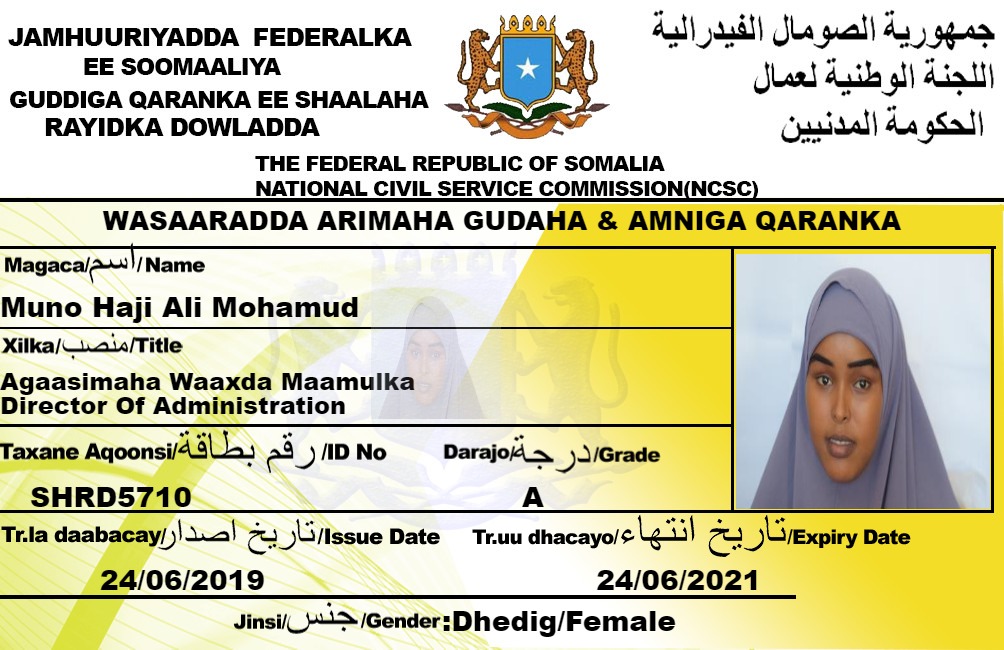 JAMHUURIYADDA FEDERALKA
EE SOOMAALIYA
GUDDIGA QARANKA EE SHAALAHA
RAYIDKA DOWLADDA
جمهورية الصومال الفيدرالية
اللجنة الوطنية لعمال
الحكومة المدنيين
THE FEDERAL REPUBLIC OF SOMALIA
NATIONAL CIVIL SERVICE COMMISSION(NCSC)
WASAARADDA ARIMAHA GUDAHA & AMNIGA QARANKA
Magaca/اسم/Name
Muno Haji Ali Mohamud
Xilka/منصب/Title
Agaasimaha Waaxda Maamulka
Director Of Administration
Taxane Aqoonsi/رقم بطاقة/ID No
SHRD5710
Darajo/درجة/Grade
A
Tr.la daabacay/تاريخ اصدار/Issue Date
24/06/2019
Tr.uu dhacayo/تاريخ انتهاء/Expiry Date
24/06/2021
Jinsi/جنس/Gender:Dhedig/Female